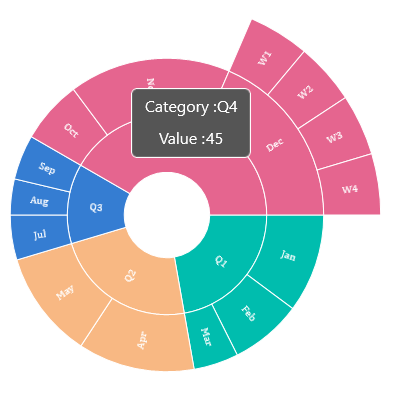 Category :Q4
Value :45
W1
W2
W3
W4
Dec
Oct
Sep
Aug
Jul
Q3
Q2
Q1
May
Apr
Mar
Feb
Jan